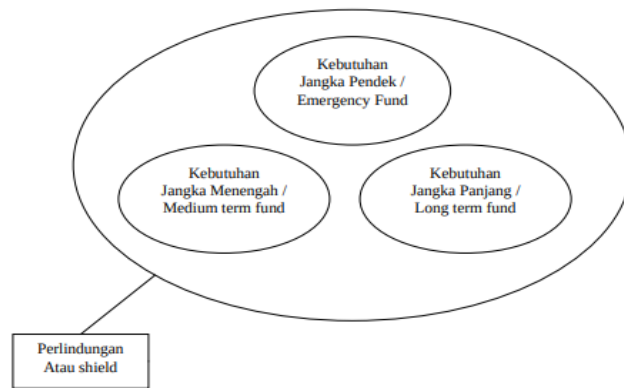 Kebutuhan
Jangka Pendek /
Emergency Fund
Kebutuhan
Jangka Menengah /
Medium term fund
Kebutuhan
Jangka Panjang /
Long term fund
Perlindungan
Atau shield